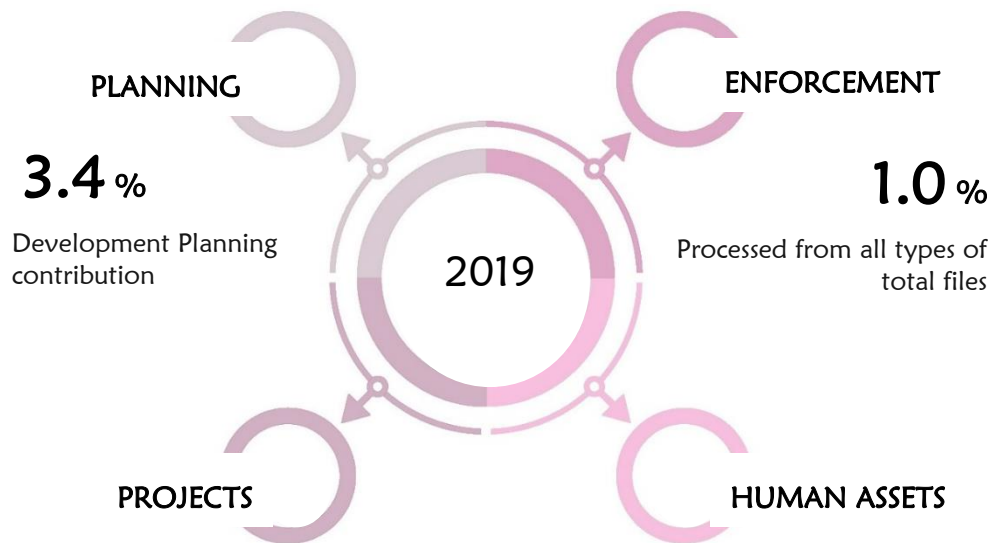 PLANNING
3.4 %
Development Planning
contribution
ENFORCEMENT
1.0 %
Processed from all types of
total files
2019
PROJECTS
HUMAN ASSETS